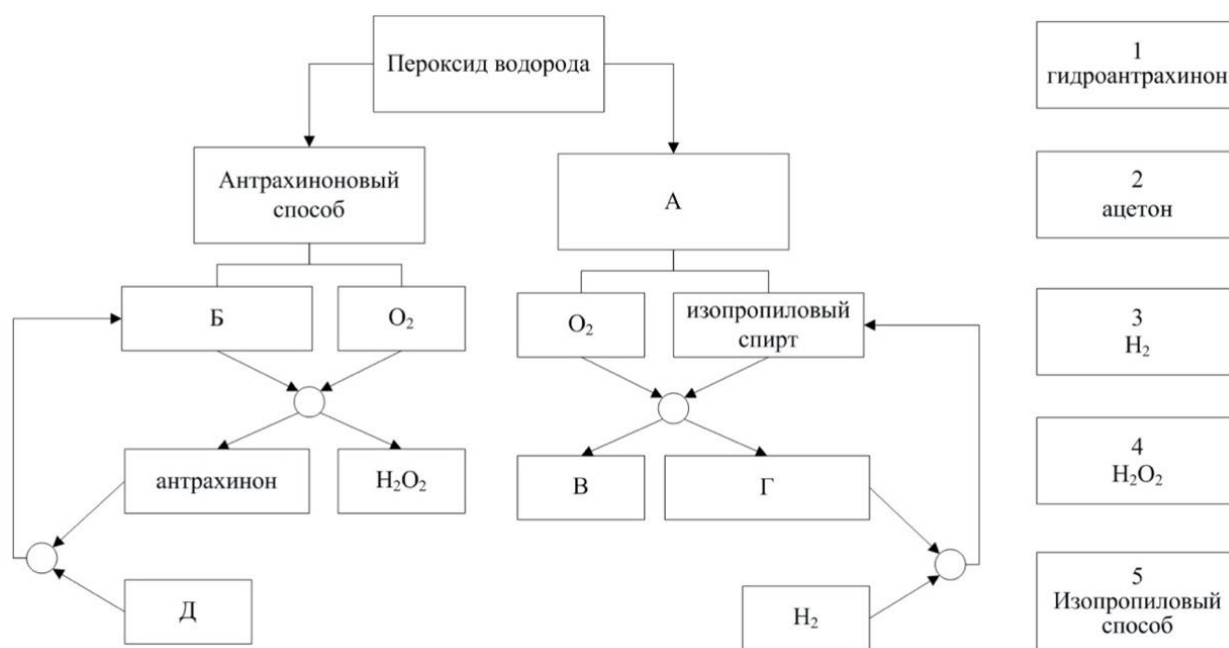 Пероксид водорода
Антрахиноновый
способ
А
Б
O₂
O₂
изопропиловый
спирт
антрахинон
H₂O₂
В
Г
Д
H₂
1
гидроантрахинон
2
ацетон
3
H₂
4
H₂O₂
5
Изопропиловый
способ